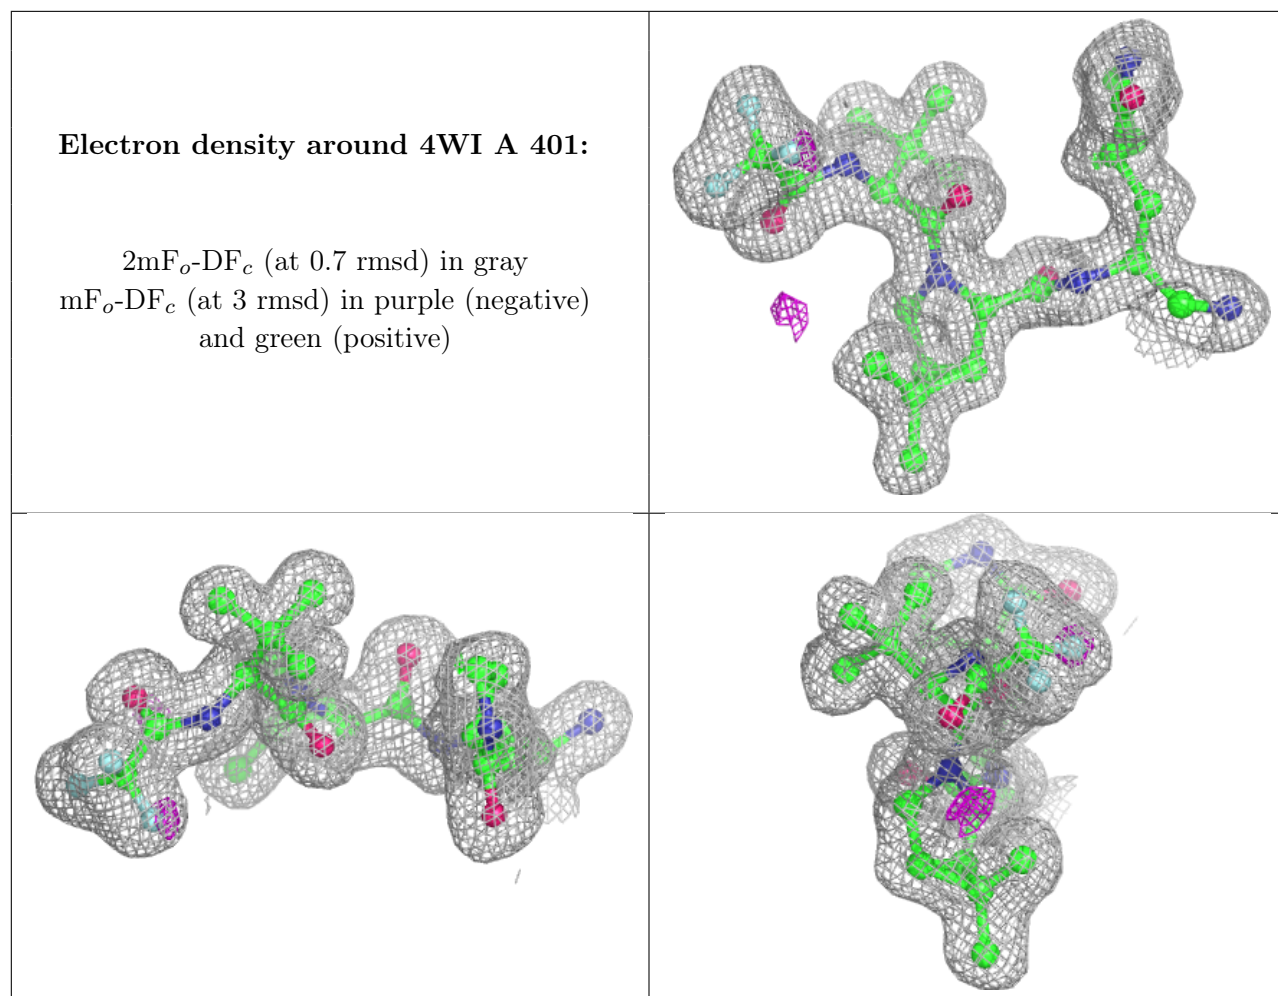 Electron density around 4WI A 401:
2mFo-DFc (at 0.7 rmsd) in gray
mFo-DFc (at 3 rmsd) in purple (negative)
and green (positive)